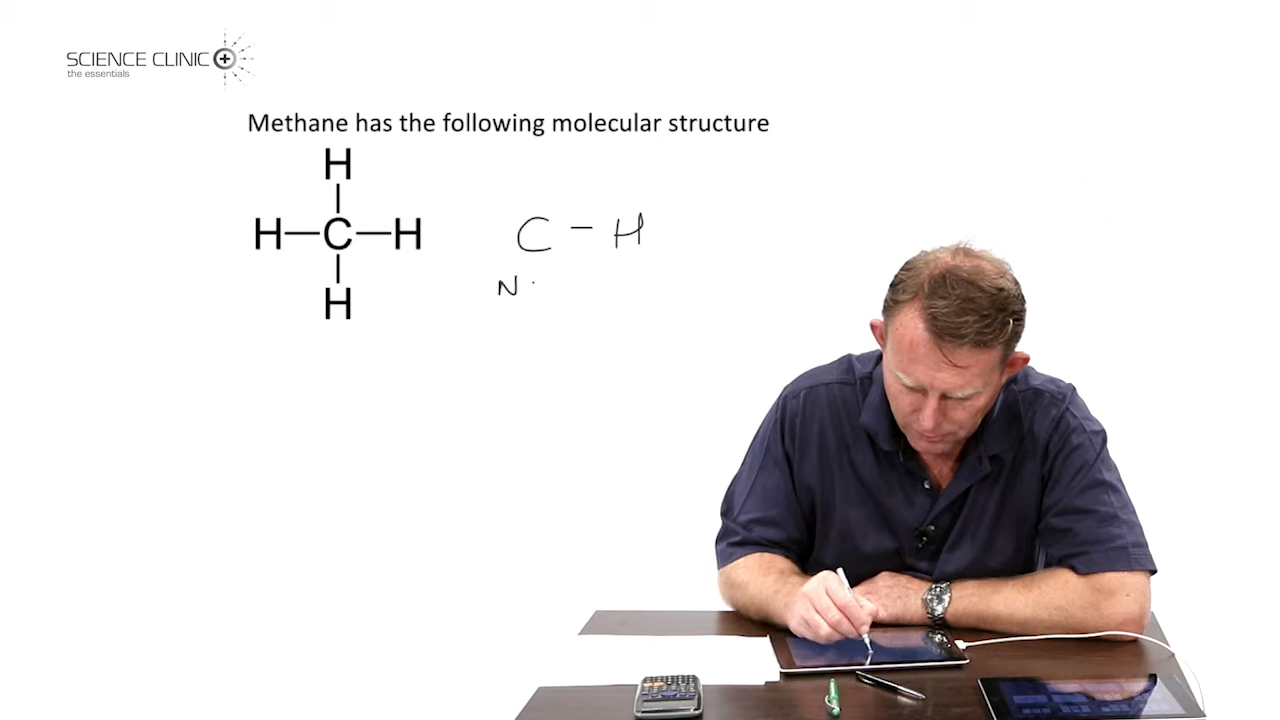 SCIENCE CLINIC
the essentials
Methane has the following molecular structure
H
H—C—H
H
C – H
N.